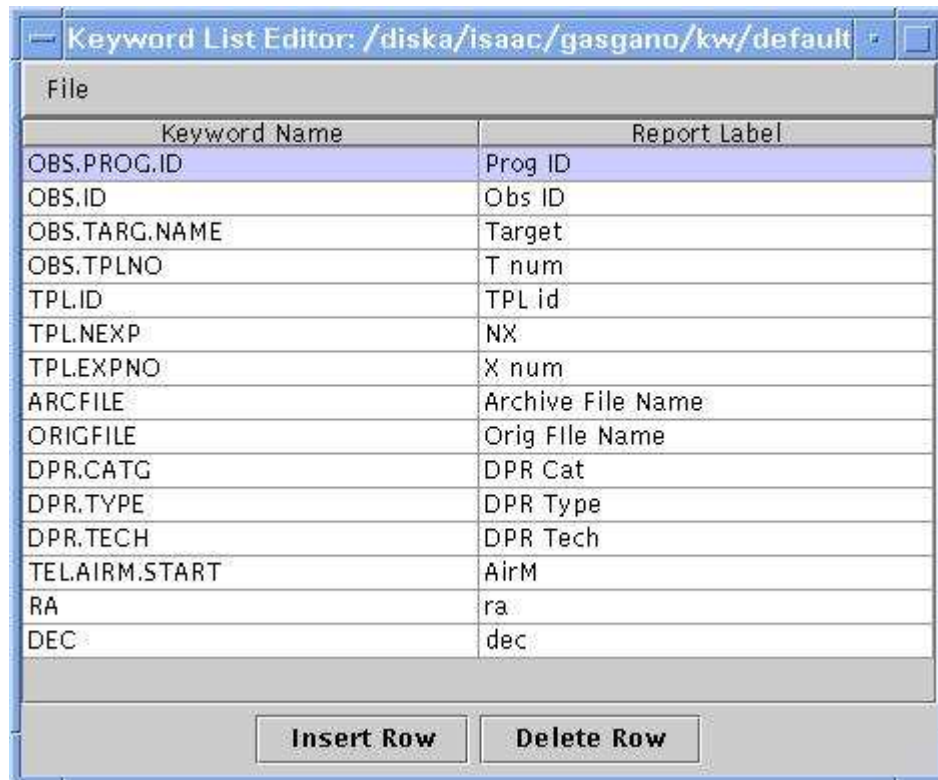 Keyword List Editor: /diska/isaac/gasgano/kw/default
File
Keyword Name Report Label
OBS.PROG.ID Prog ID
OBS.ID Obs ID
OBS.TARG.NAME Target
OBS.TPLNO T num
TPL.ID TPL id
TPL.NEXP NX
TPL.EXPNO X num
ARCFILE Archive File Name
ORIGFILE Orig FIle Name
DPR.CATG DPR Cat
DPR.TYPE DPR Type
DPR.TECH DPR Tech
TEL.AIRM.START AirM
RA ra
DEC dec
Insert Row Delete Row